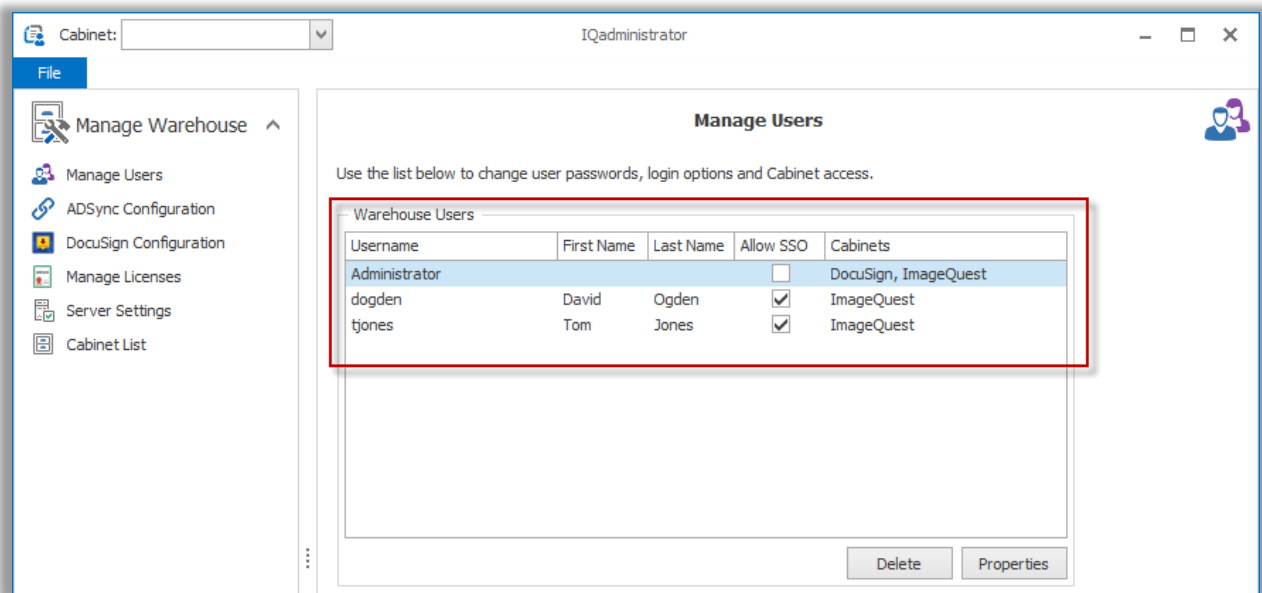 Cabinet:
IQadministrator
File
Manage Warehouse
Manage Users
ADSync Configuration
DocuSign Configuration
Manage Licenses
Server Settings
Cabinet List
Manage Users
Use the list below to change user passwords, login options and Cabinet access.
Warehouse Users
Username First Name Last Name Allow SSO Cabinets
Administrator DocuSign, ImageQuest
dogden David Ogden ImageQuest
tjones Tom Jones ImageQuest
Delete Properties